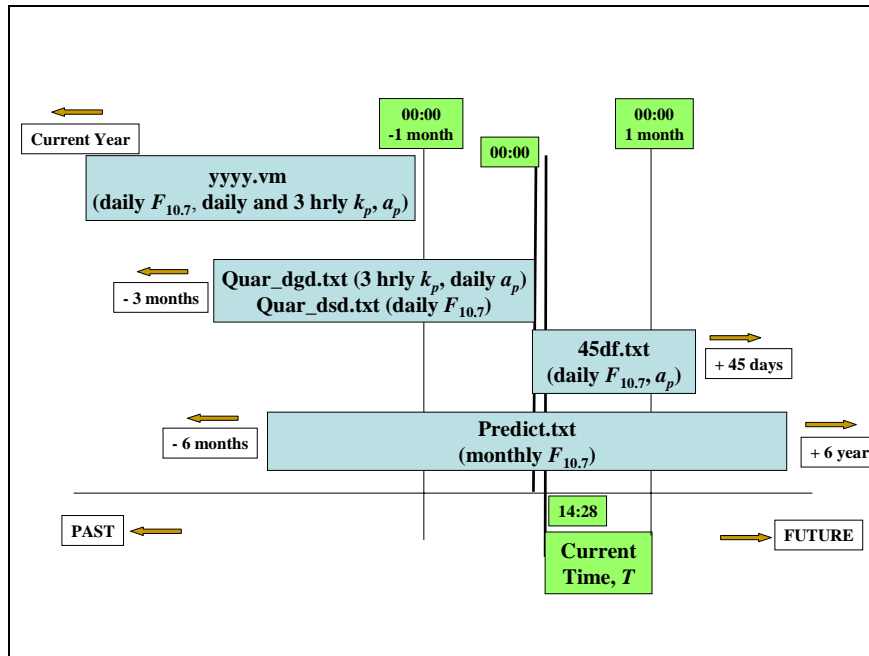 00:00
-1 month
00:00
1 month
Current Year
00:00
yyyy.vm
(daily F10.7, daily and 3 hrly kp, ap)
Quar_dgd.txt (3 hrly kp, daily ap)
Quar_dsd.txt (daily F10.7)
- 3 months
45df.txt
(daily F10.7, ap)
+ 45 days
Predict.txt
(monthly F10.7)
- 6 months
+ 6 year
14:28
PAST
FUTURE
Current
Time, T